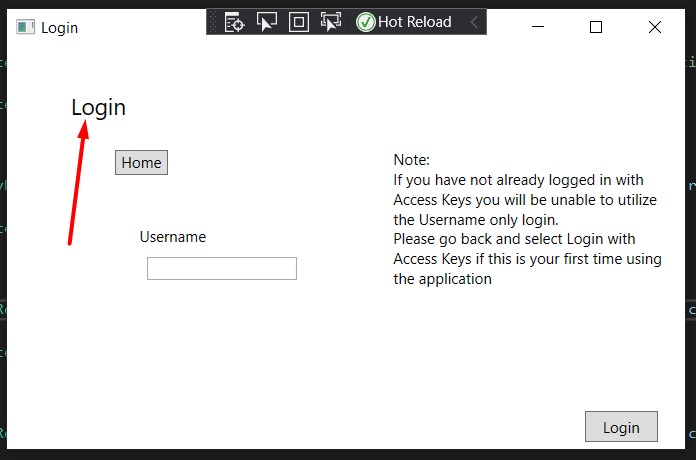 Login
Hot Reload
Login
Home
Note:
If you have not already logged in with
Access Keys you will be unable to utilize
the Username only login.
Please go back and select Login with
Access Keys if this is your first time using
the application
Username
Login